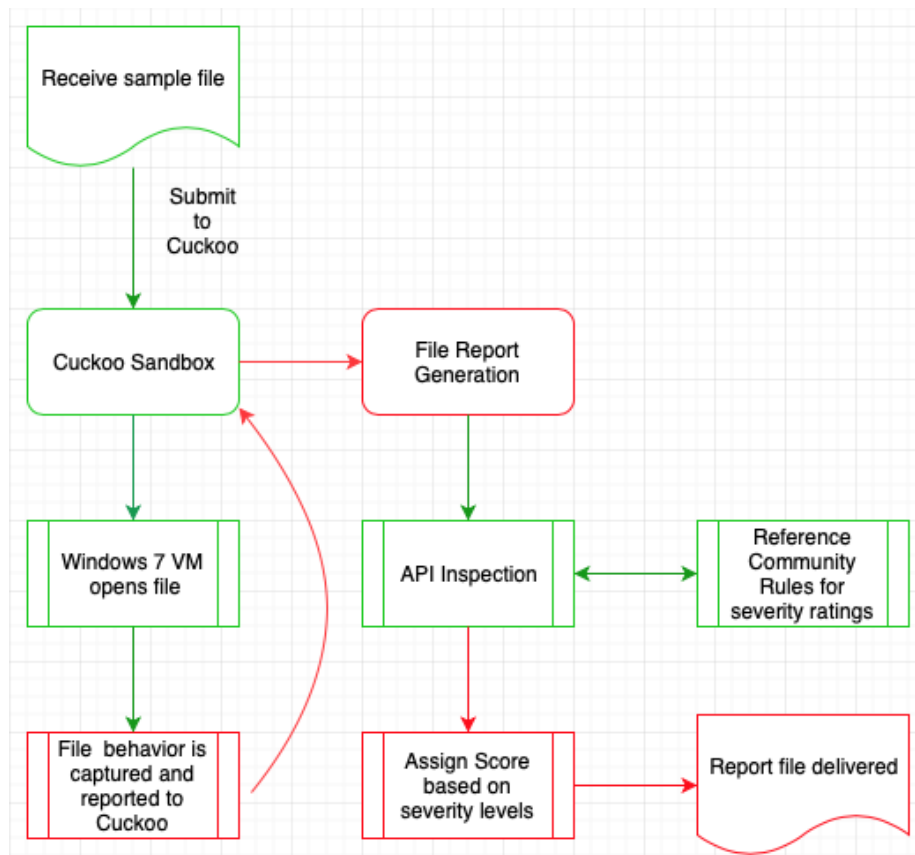 Receive sample file
Submit
to
Cuckoo
Cuckoo Sandbox
File Report
Generation
Windows 7 VM
opens file
API Inspection
Reference
Community
Rules for
severity ratings
File behavior is
captured and
reported to
Cuckoo
Assign Score
based on
severity levels
Report file delivered